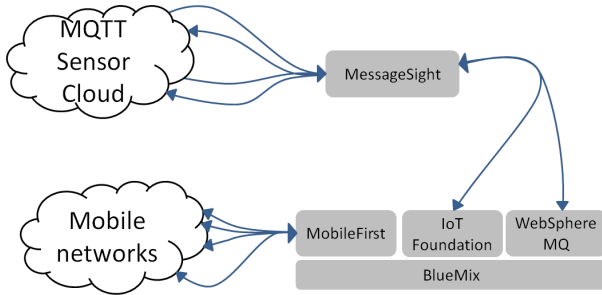 MQTT
Sensor
Cloud
MessageSight
Mobile
networks
MobileFirst
IoT
Foundation
WebSphere
MQ
BlueMix